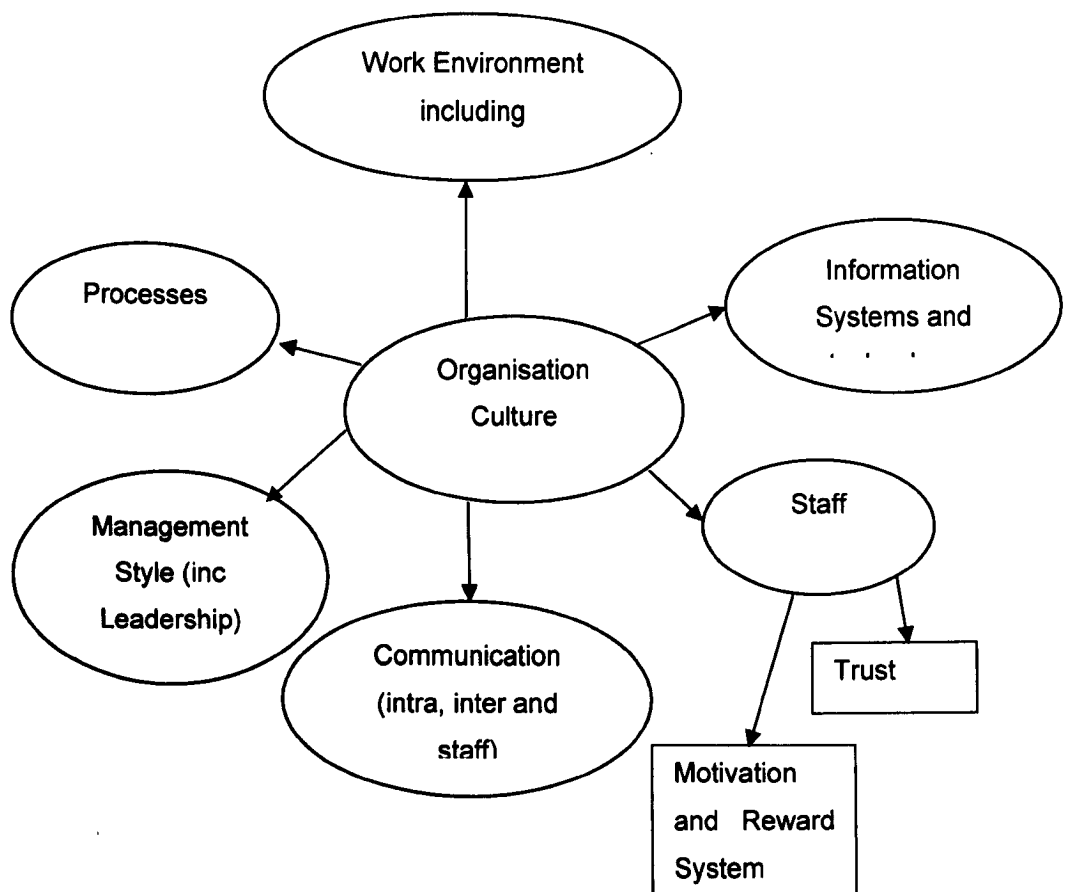 Work Environment
including
Information
Systems and
Processes
Organisation
Culture
Staff
Management
Style (inc
Leadership)
Communication
(intra, inter and
staff)
Trust
Motivation
and Reward
System